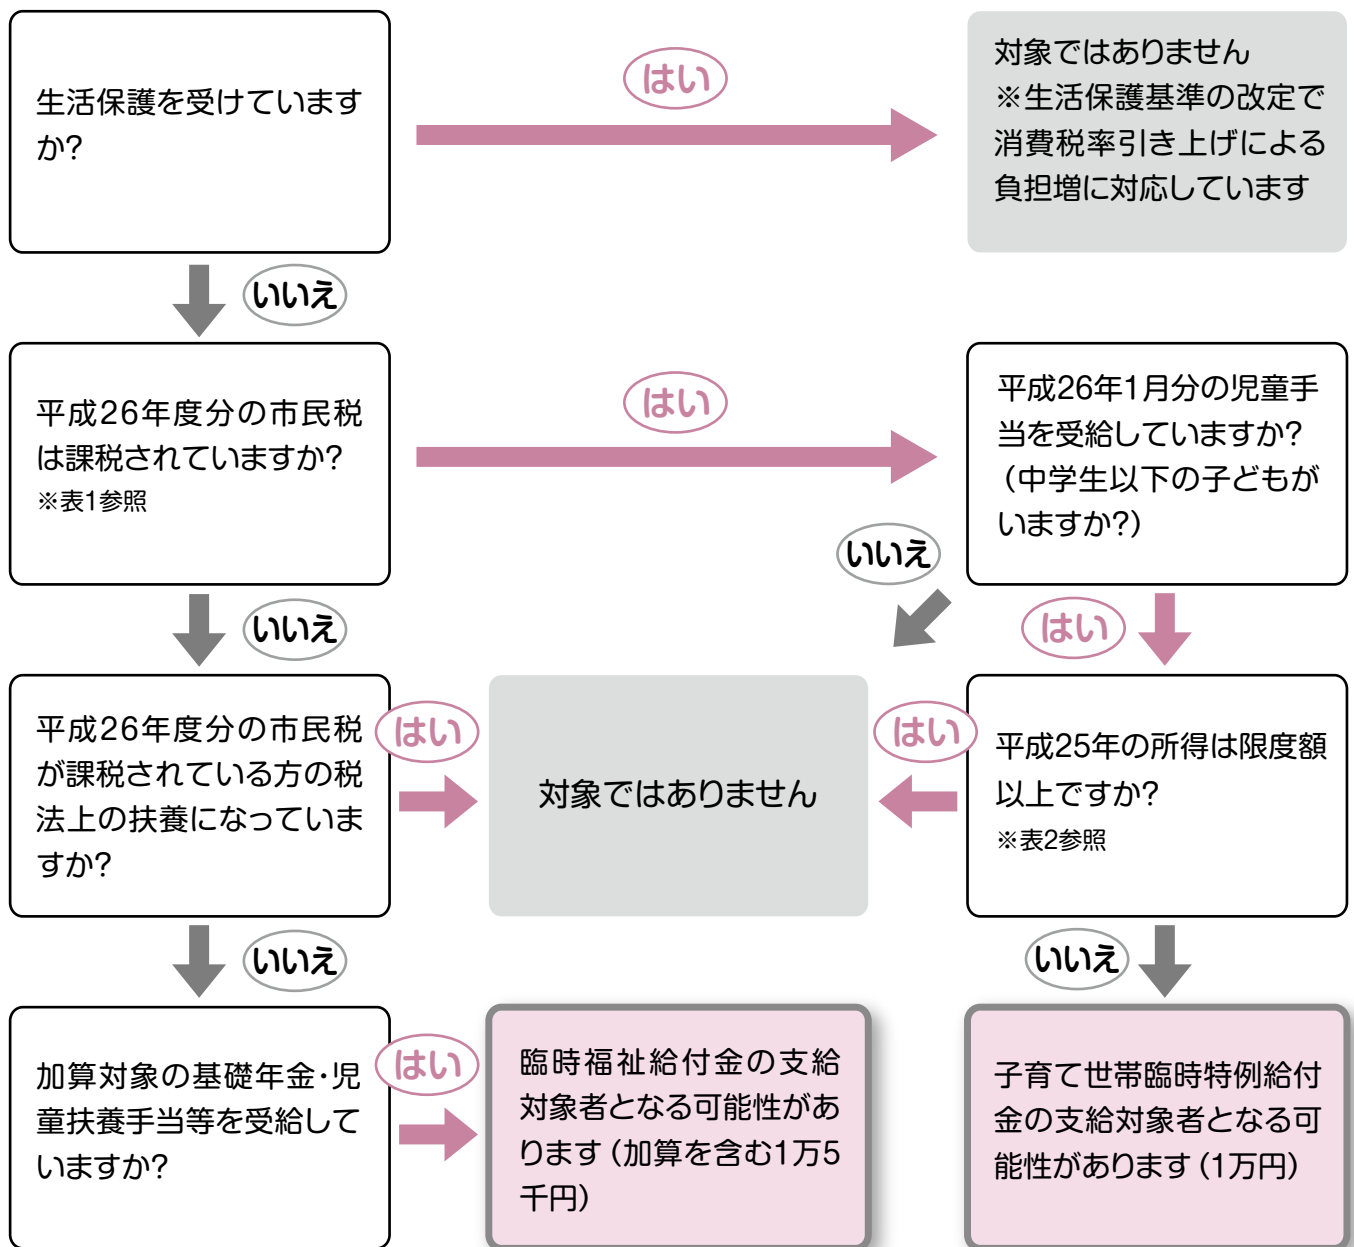 生活保護を受けています
か?
はい
対象ではありません
※生活保護基準の改定で
消費税率引き上げによる
負担増に対応しています
いいえ
平成26年度分の市民税
は課税されていますか?
※表1参照
はい
平成26年1月分の児童手
当を受給していますか?
(中学生以下の子どもが
いますか?)
いいえ
いいえ
はい
平成26年度分の市民税
が課税されている方の税
法上の扶養になっていま
すか?
はい
対象ではありません
はい
平成25年の所得は限度額
以上ですか?
※表2参照
いいえ
いいえ
加算対象の基礎年金・児
童扶養手当等を受給して
いますか?
はい
臨時福祉給付金の支給
対象者となる可能性があ
ります(加算を含む1万5
千円)
子育て世帯臨時特例給付
金の支給対象者となる可
能性があります(1万円)